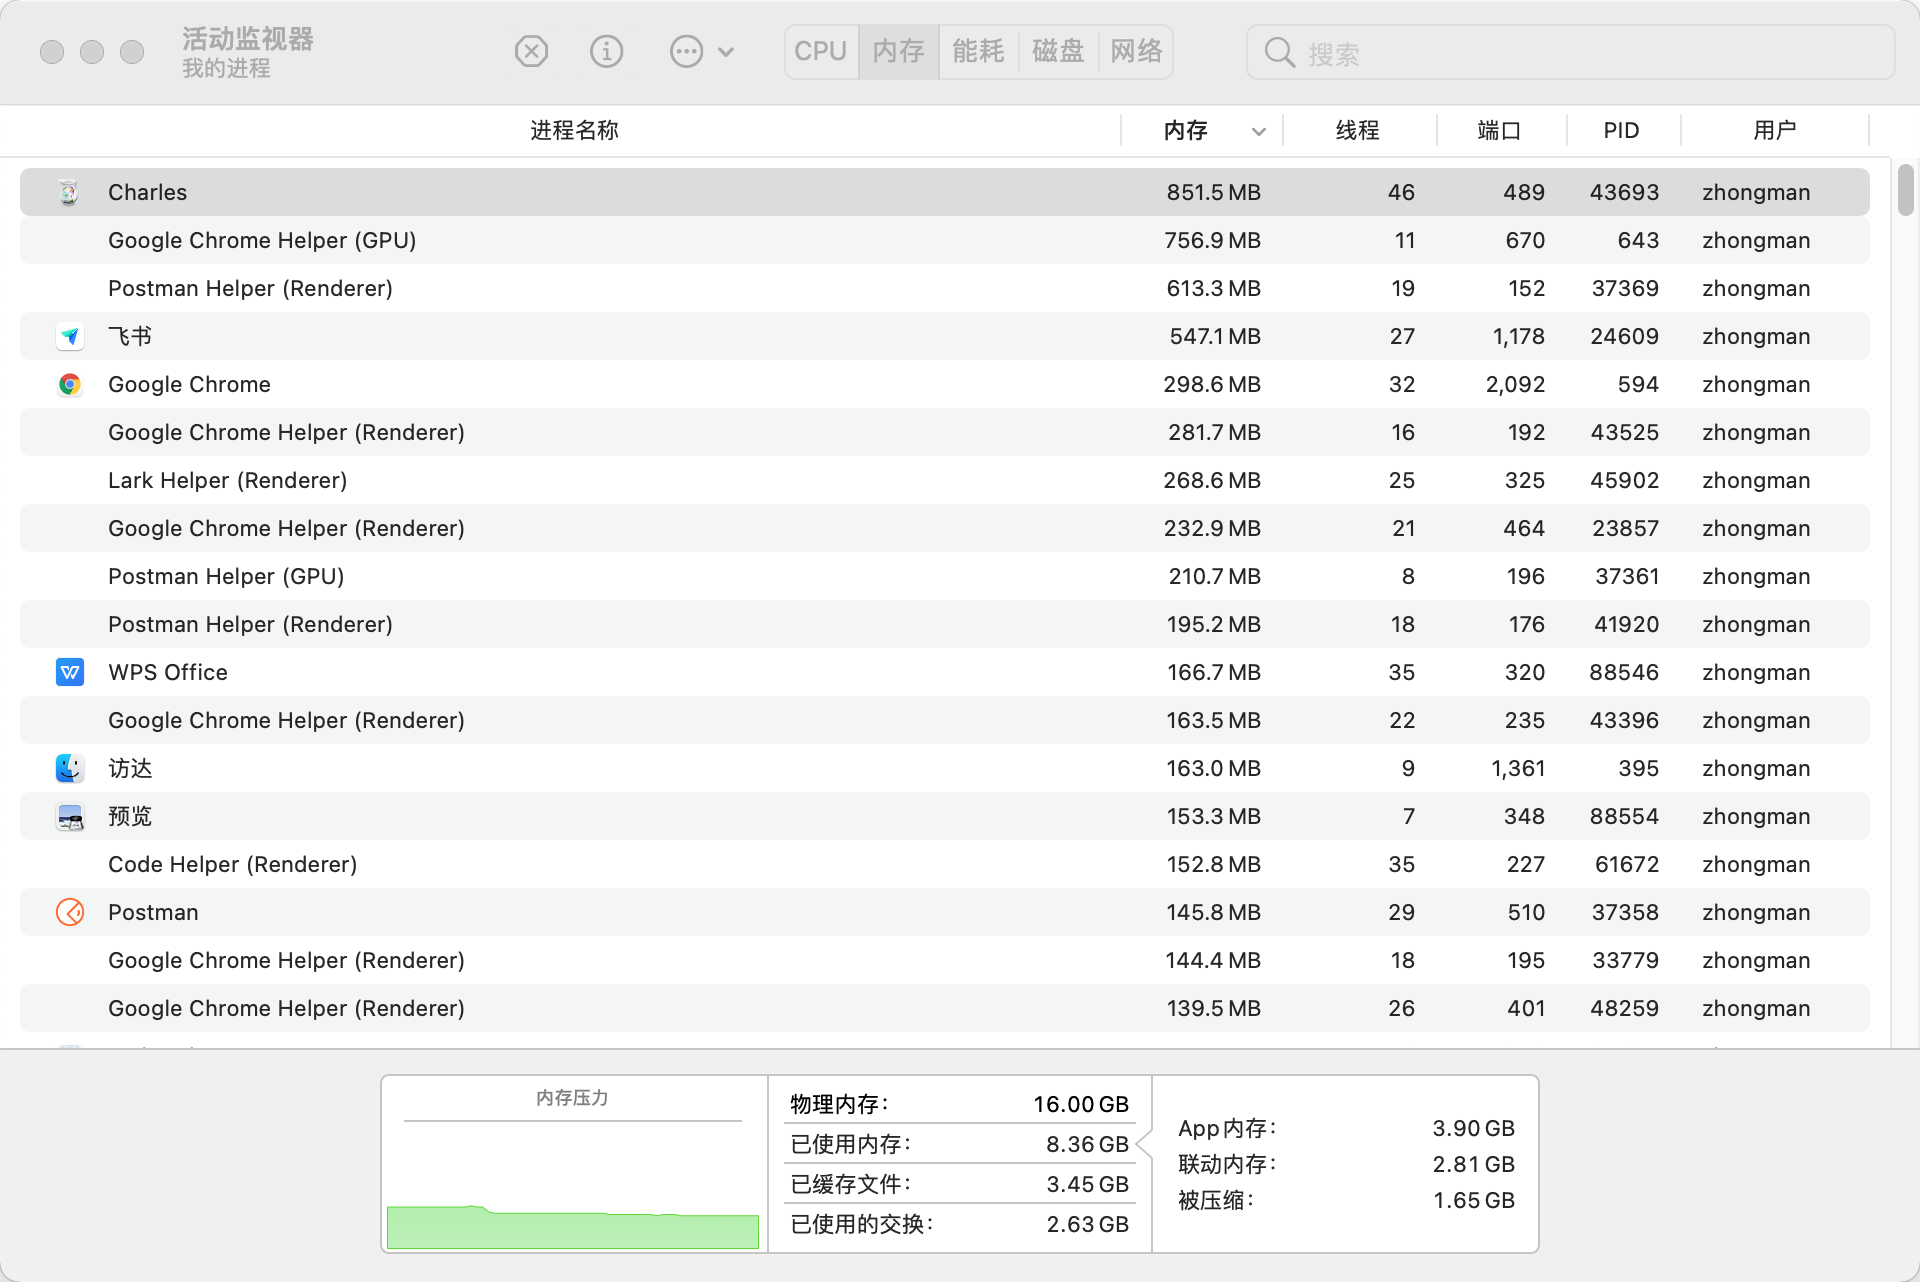 活动监视器
我的进程
CPU 内存 能耗 磁盘 网络 搜索
进程名称 内存 线程 端口 PID 用户
Charles 851.5 MB 46 489 43693 zhongman
Google Chrome Helper (GPU) 756.9 MB 11 670 643 zhongman
Postman Helper (Renderer) 613.3 MB 19 152 37369 zhongman
飞书 547.1 MB 27 1,178 24609 zhongman
Google Chrome 298.6 MB 32 2,092 594 zhongman
Google Chrome Helper (Renderer) 281.7 MB 16 192 43525 zhongman
Lark Helper (Renderer) 268.6 MB 25 325 45902 zhongman
Google Chrome Helper (Renderer) 232.9 MB 21 464 23857 zhongman
Postman Helper (GPU) 210.7 MB 8 196 37361 zhongman
Postman Helper (Renderer) 195.2 MB 18 176 41920 zhongman
WPS Office 166.7 MB 35 320 88546 zhongman
Google Chrome Helper (Renderer) 163.5 MB 22 235 43396 zhongman
访达 163.0 MB 9 1,361 395 zhongman
预览 153.3 MB 7 348 88554 zhongman
Code Helper (Renderer) 152.8 MB 35 227 61672 zhongman
Postman 145.8 MB 29 510 37358 zhongman
Google Chrome Helper (Renderer) 144.4 MB 18 195 33779 zhongman
Google Chrome Helper (Renderer) 139.5 MB 26 401 48259 zhongman
内存压力
物理内存： 16.00 GB
已使用内存： 8.36 GB
已缓存文件： 3.45 GB
已使用的交换： 2.63 GB
App内存： 3.90 GB
联动内存： 2.81 GB
被压缩： 1.65 GB